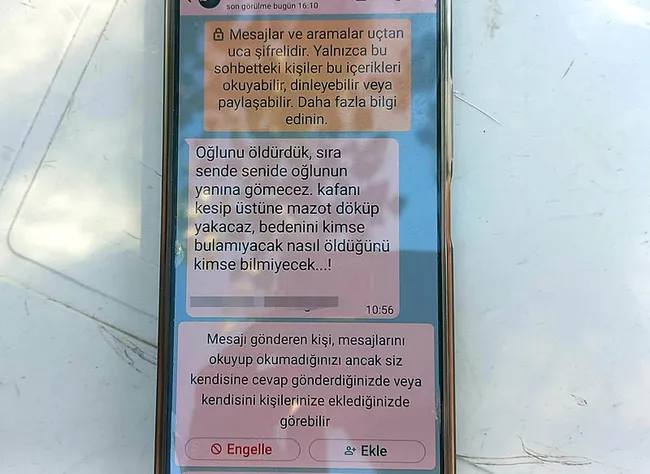 son görülme bugün 16:10
Mesajlar ve aramalar uçtan
uca şifrelidir. Yalnızca bu
sohbetteki kişiler bu içerikleri
okuyabilir, dinleyebilir veya
paylaşabilir. Daha fazla bilgi
edinin.
Oğlunu öldürdük, sıra
sende senide oğlunun
yanına gömecez. kafanı
kesip üstüne mazot döküp
yakacaz, bedenini kimse
bulamıyacak nasıl öldüğünü
kimse bilmiyecek...!
10:56
Mesajı gönderen kişi, mesajlarını
okuyup okumadığınızı ancak siz
kendisine cevap gönderdiğinizde veya
kendisini kişilerinize eklediğinizde
görebilir
Engelle
Ekle